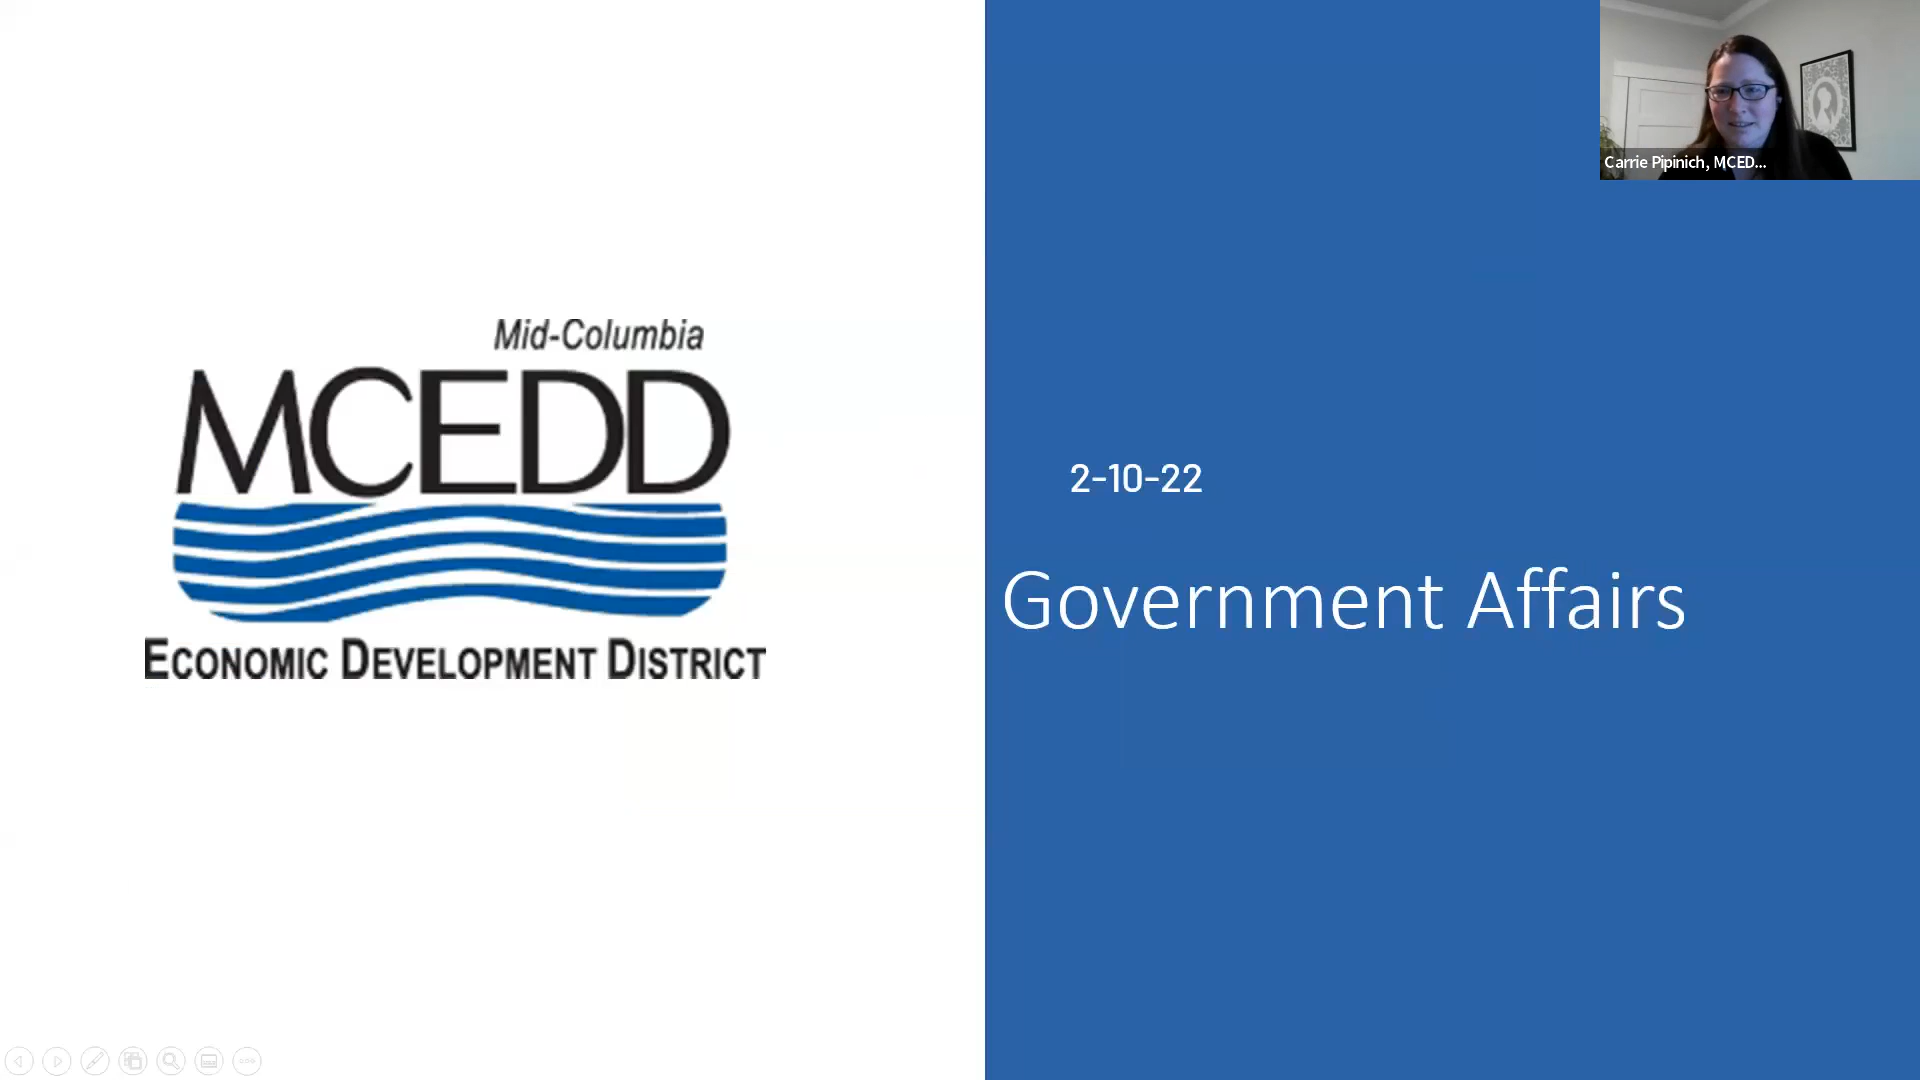 Mid-Columbia
MCEDD
ECONOMIC DEVELOPMENT DISTRICT
2-10-22
Government Affairs
Carrie Pipinich, MCED...